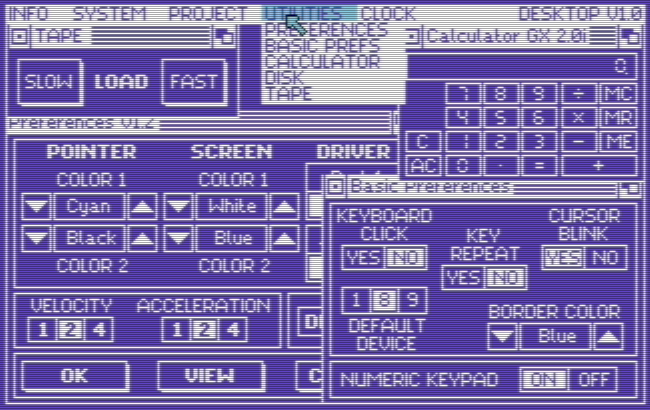 INFO SYSTEM PROJECT UTILITIES CLOCK DESKTOP V1.0
PREFERENCES
BASIC PREFS
CALCULATOR
DISK
TAPE
TAPE
SLOW LOAD FAST
Calculator GX 2.0i
0
7 8 9 ÷ MC
4 5 6 × MR
C 1 2 3 - ME
AC 0 . = +
Preferences V1.2
POINTER SCREEN DRIVER
COLOR 1 COLOR 1
Cyan White
Black Blue
COLOR 2 COLOR 2
VELOCITY ACCELERATION
1 2 4 1 2 4
OK VIEW
Basic Preferences
KEYBOARD CLICK
YES NO
KEY REPEAT
YES NO
CURSOR BLINK
YES NO
1 8 9
DEFAULT DEVICE
BORDER COLOR
Blue
NUMERIC KEYPAD ON OFF